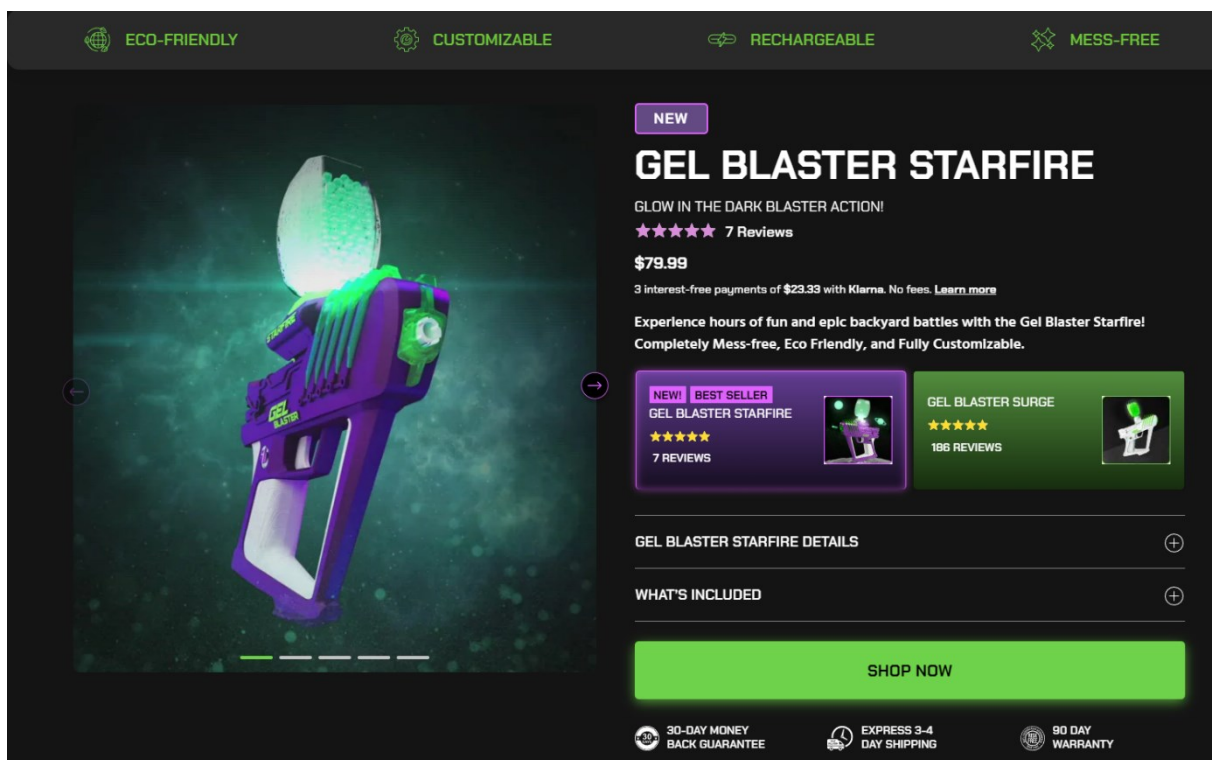 ECO-FRIENDLY
CUSTOMIZABLE
RECHARGEABLE
MESS-FREE
NEW
GEL BLASTER STARFIRE
GLOW IN THE DARK BLASTER ACTION!
7 Reviews
$79.99
3 interest-free payments of $23.33 with Klarna. No fees. Learn more
Experience hours of fun and epic backyard battles with the Gel Blaster Starfire!
Completely Mess-free, Eco Friendly, and Fully Customizable.
STARFIRE
GEL
BLASTER
NEW! BEST SELLER
GEL BLASTER STARFIRE
7 REVIEWS
GEL BLASTER SURGE
186 REVIEWS
GEL BLASTER STARFIRE DETAILS
WHAT'S INCLUDED
SHOP NOW
30
30-DAY MONEY
BACK GUARANTEE
EXPRESS 3-4
DAY SHIPPING
90 DAY
WARRANTY